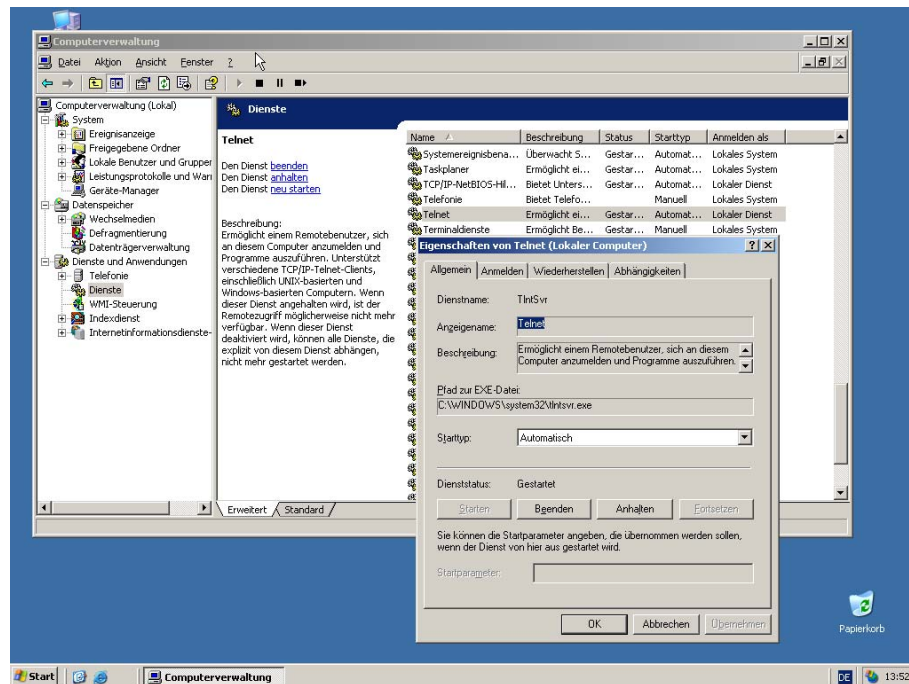 Computerverwaltung
Datei Aktion Ansicht Fenster ?
Computerverwaltung (Lokal)
System
Ereignisanzeige
Freigegebene Ordner
Lokale Benutzer und Gruppen
Leistungsprotokolle und Warn
Geräte-Manager
Datenspeicher
Wechselmedien
Defragmentierung
Datenträgerverwaltung
Dienste und Anwendungen
Telefonie
Dienste
WMI-Steuerung
Indexdienst
Internetinformationsdienste-
Dienste
Telnet
Den Dienst beenden
Den Dienst anhalten
Den Dienst neu starten
Beschreibung:
Ermöglicht einem Remotebenutzer, sich
an diesem Computer anzumelden und
Programme auszuführen. Unterstützt
verschiedene TCP/IP-Telnet-Clients,
einschließlich UNIX-basierten und
Windows-basierten Computern. Wenn
dieser Dienst angehalten wird, ist der
Remotezugriff möglicherweise nicht mehr
verfügbar. Wenn dieser Dienst
deaktiviert wird, können alle Dienste, die
explizit von diesem Dienst abhängen,
nicht mehr gestartet werden.
Name Beschreibung Status Starttyp Anmelden als
Systemereignisbena... Überwacht S... Gestar... Automat... Lokales System
Taskplaner Ermöglicht ei... Gestar... Automat... Lokales System
TCP/IP-NetBIOS-Hil... Bietet Unters... Gestar... Automat... Lokaler Dienst
Telefonie Bietet Telefo... Manuell Lokales System
Telnet Ermöglicht ei... Gestar... Automat... Lokaler Dienst
Terminaldienste Ermöglicht Be... Gestar... Manuell Lokales System
Erweitert Standard
Eigenschaften von Telnet (Lokaler Computer)
Allgemein Anmelden Wiederherstellen Abhängigkeiten
Dienstname: TlntSvr
Anzeigename: Telnet
Beschreibung: Ermöglicht einem Remotebenutzer, sich an diesem
Computer anzumelden und Programme auszuführen.
Pfad zur EXE-Datei:
C:\WINDOWS\system32\tlntsvr.exe
Starttyp: Automatisch
Dienststatus: Gestartet
Starten Beenden Anhalten Fortsetzen
Sie können die Startparameter angeben, die übernommen werden sollen,
wenn der Dienst von hier aus gestartet wird.
Startparameter:
OK Abbrechen Übernehmen
Papierkorb
Start Computerverwaltung DE 13:52